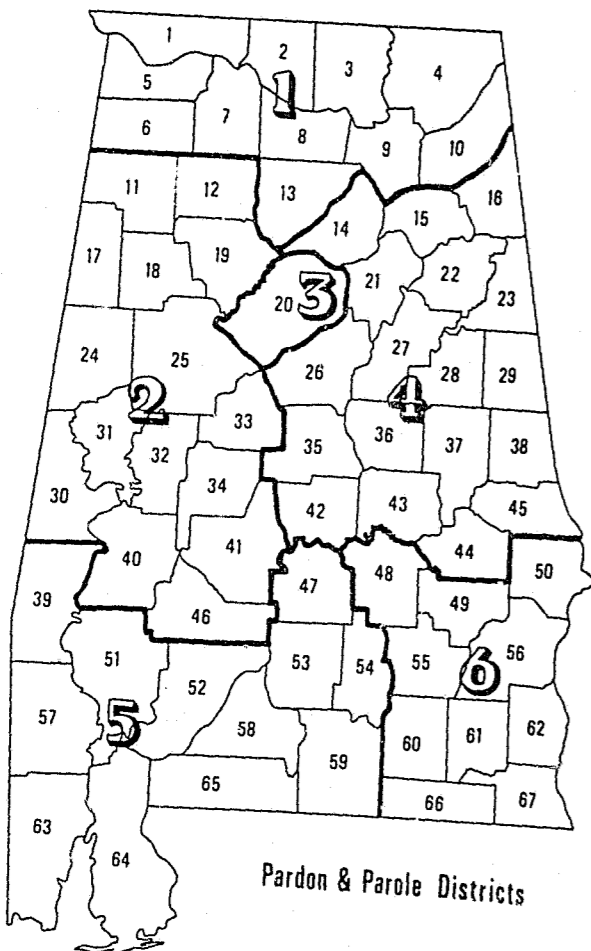 1 2 3 4
5 1
6 7 8 9 10
11 12 13 14 15 16
17 18 19 20 3 21 22 23
24 25 26 27 28 29
2 4
30 31 32 33 34 35 36 37 38
39 40 41 42 43 44 45
46 47 48 49 50
51 52 53 54 55 6 56
57 5 58 59 60 61 62
63 64 65 66 67
Pardon & Parole Districts